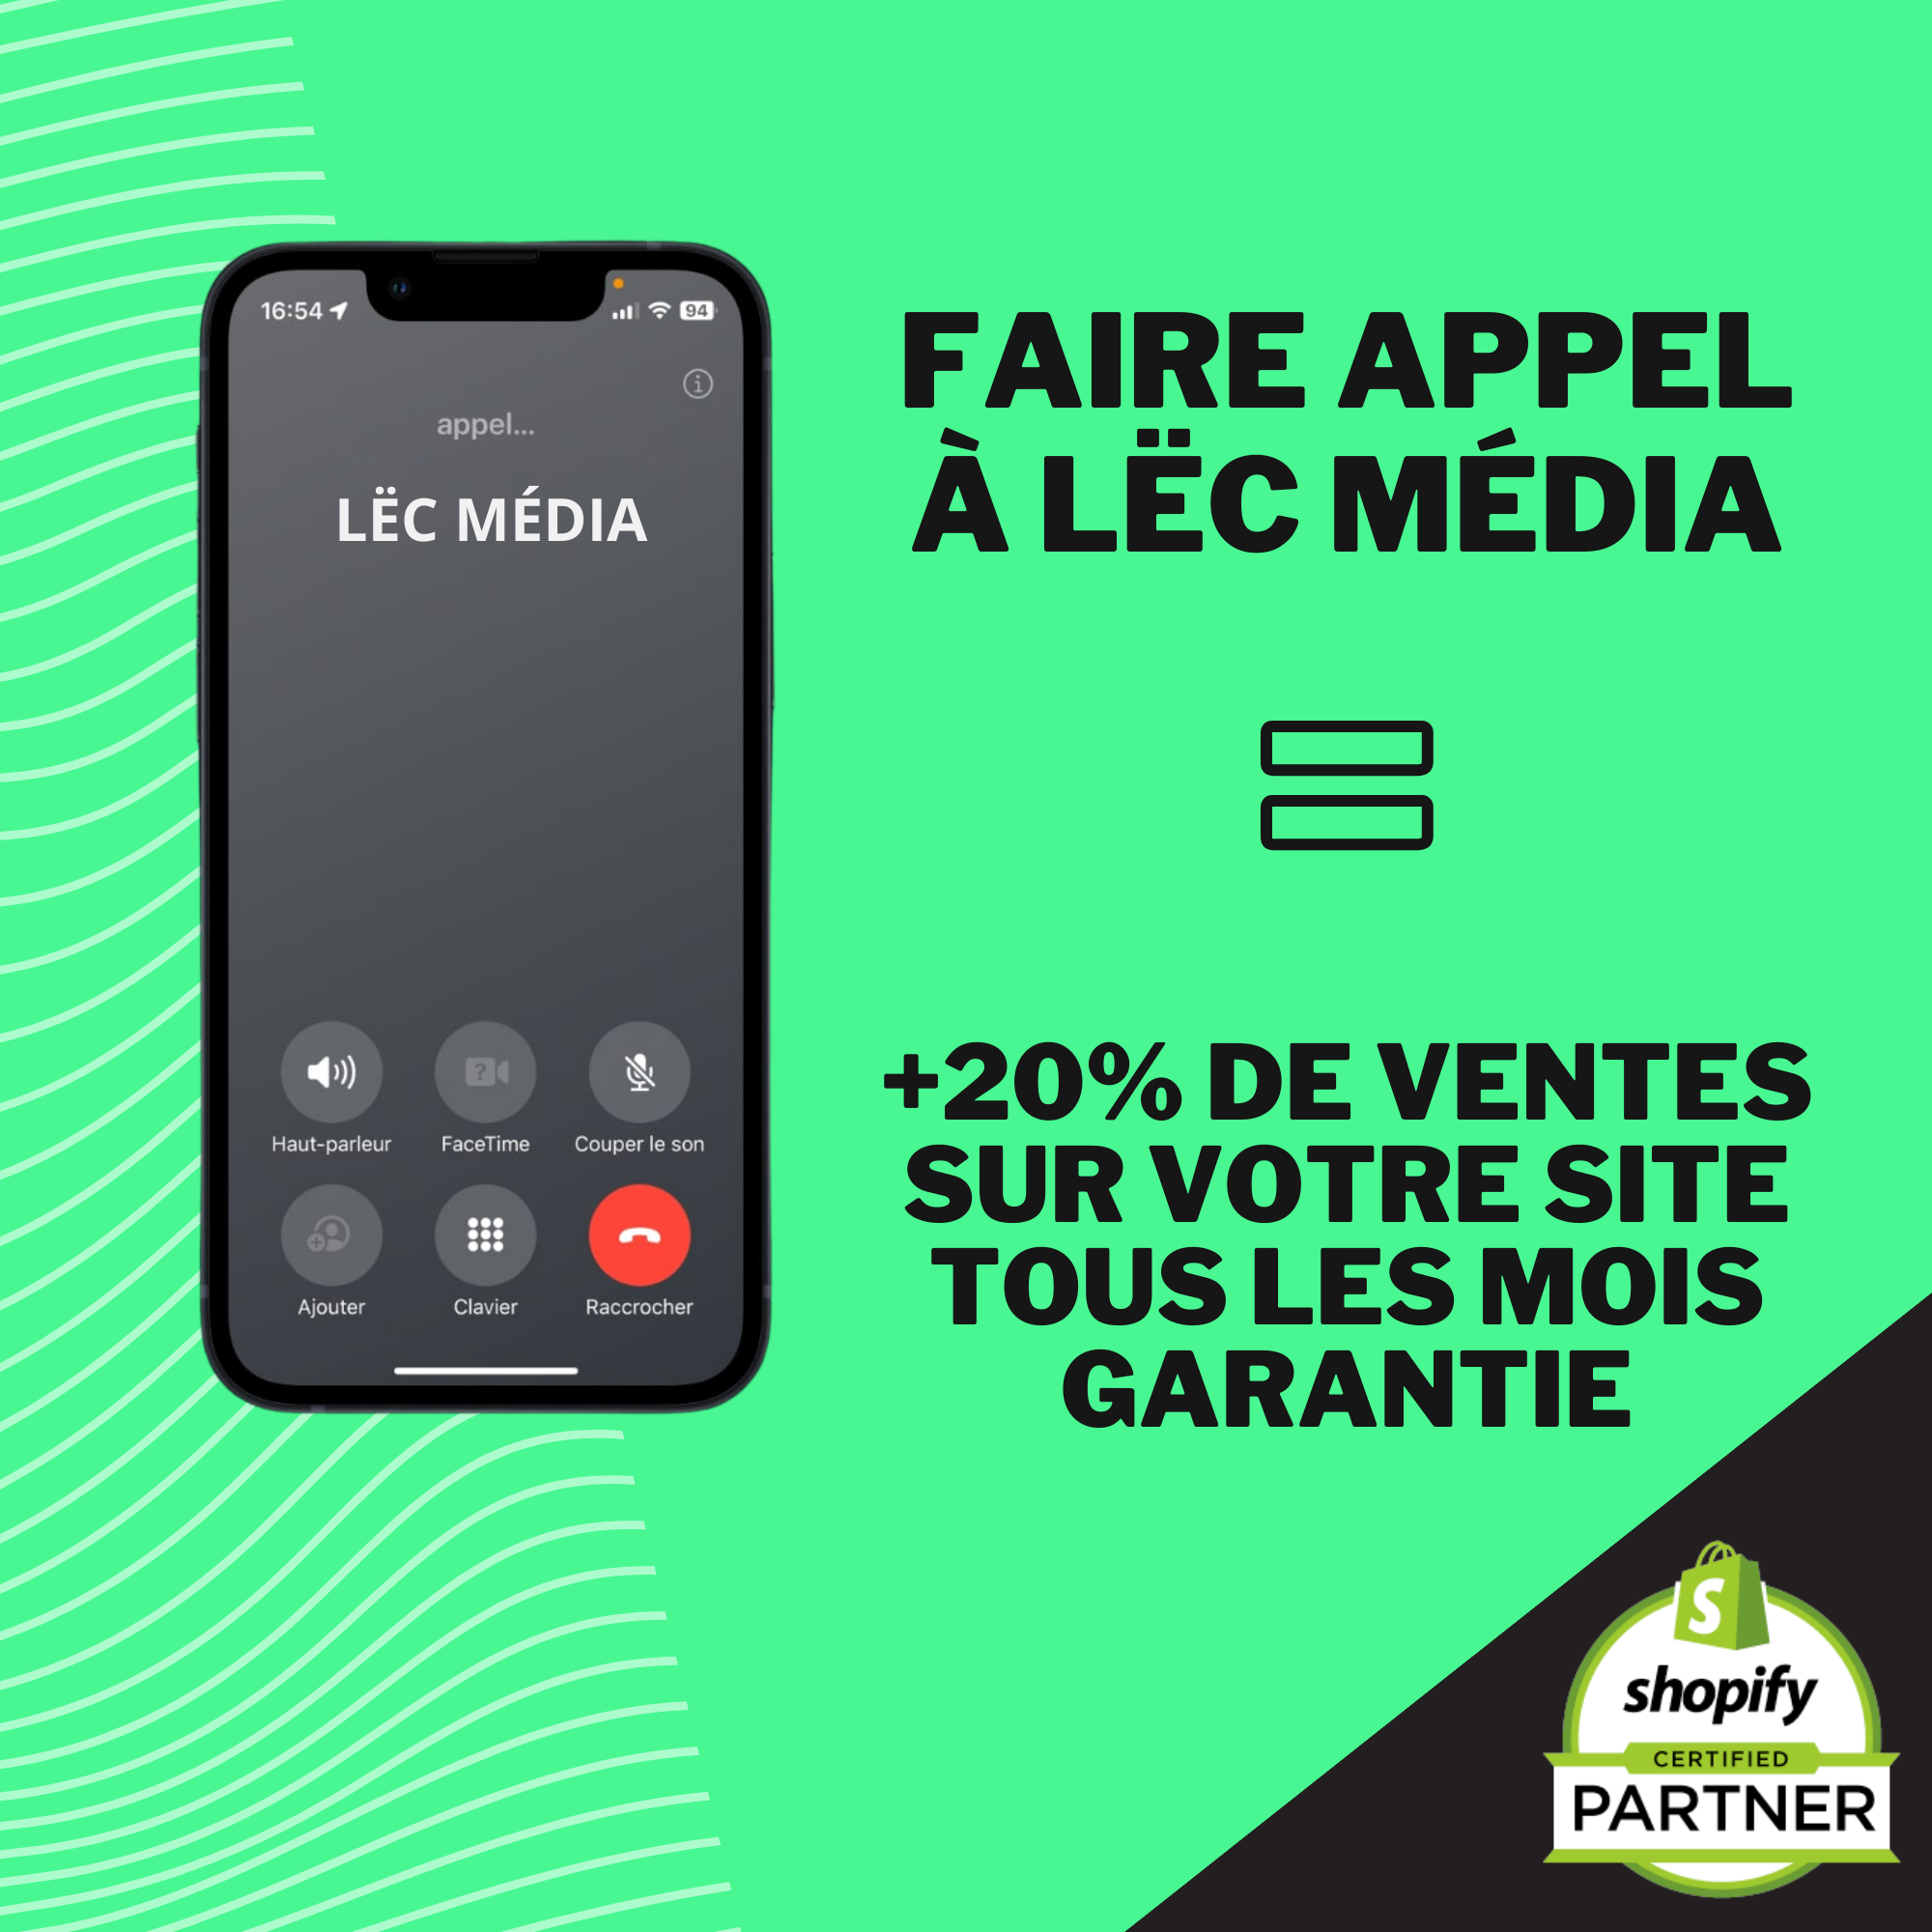 16:54
94
appel...
LËC MÉDIA
Haut-parleur
FaceTime
Couper le son
Ajouter
Clavier
Raccrocher
FAIRE APPEL
À LËC MÉDIA
=
+20% DE VENTES
SUR VOTRE SITE
TOUS LES MOIS
GARANTIE
S
shopify
CERTIFIED
PARTNER